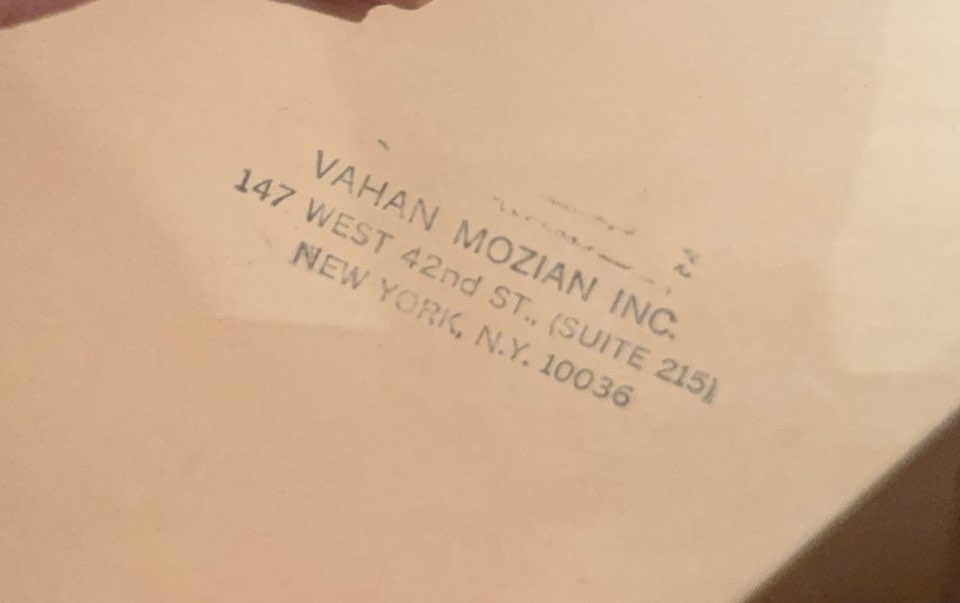 VAHAN MOZIAN INC.
147 WEST 42nd ST., (SUITE 215)
NEW YORK, N.Y. 10036